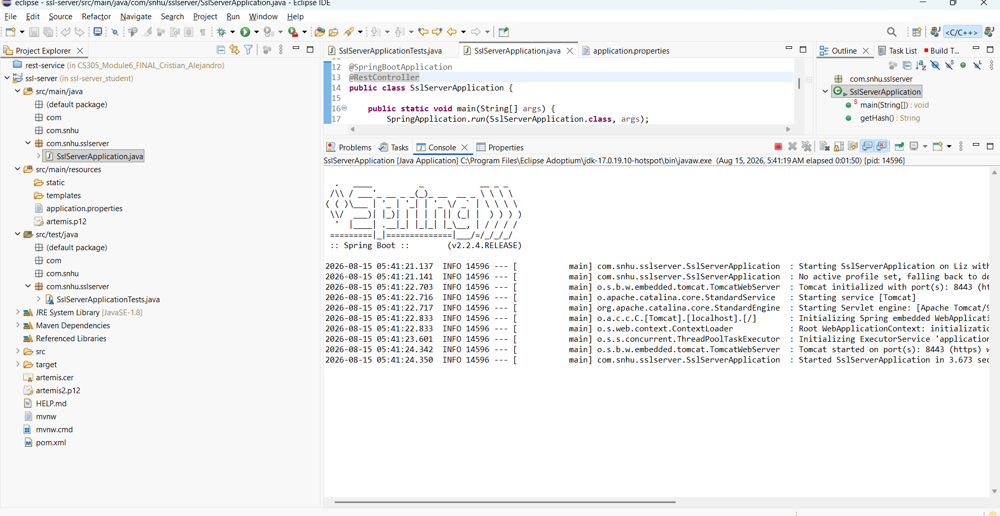 eclipse - ssl-server/src/main/java/com/snhu/sslserver/SslServerApplication.java - Eclipse IDE
File Edit Source Refactor Navigate Search Project Run Window Help
<C/C++>
Project Explorer
rest-service (in CS305_Module6_FINAL_Cristian_Alejandro)
ssl-server (in ssl-server_student)
src/main/java
(default package)
com
com.snhu
com.snhu.sslserver
SslServerApplication.java
src/main/resources
static
templates
application.properties
artemis.p12
src/test/java
(default package)
com
com.snhu
com.snhu.sslserver
SslServerApplicationTests.java
JRE System Library [JavaSE-1.8]
Maven Dependencies
Referenced Libraries
src
target
artemis.cer
artemis2.p12
HELP.md
mvnw
mvnw.cmd
pom.xml
SslServerApplicationTests.java SslServerApplication.java application.properties
12 @SpringBootApplication
13 @RestController
14 public class SslServerApplication {
15
16 public static void main(String[] args) {
17 SpringApplication.run(SslServerApplication.class, args);
Outline Task List Build T...
com.snhu.sslserver
SslServerApplication
main(String[]) : void
getHash() : String
Problems Tasks Console Properties
SslServerApplication [Java Application] C:\Program Files\Eclipse Adoptium\jdk-17.0.19.10-hotspot\bin\javaw.exe (Aug 15, 2026, 5:41:19 AM elapsed 0:01:50) [pid: 14596]
Spring
:: Spring Boot :: (v2.2.4.RELEASE)
2026-08-15 05:41:21.137 INFO 14596 --- [ main] com.snhu.sslserver.SslServerApplication : Starting SslServerApplication on Liz with
2026-08-15 05:41:21.141 INFO 14596 --- [ main] com.snhu.sslserver.SslServerApplication : No active profile set, falling back to de
2026-08-15 05:41:22.703 INFO 14596 --- [ main] o.s.b.w.embedded.tomcat.TomcatWebServer : Tomcat initialized with port(s): 8443 (ht
2026-08-15 05:41:22.716 INFO 14596 --- [ main] o.apache.catalina.core.StandardService : Starting service [Tomcat]
2026-08-15 05:41:22.717 INFO 14596 --- [ main] org.apache.catalina.core.StandardEngine : Starting Servlet engine: [Apache Tomcat/9
2026-08-15 05:41:22.833 INFO 14596 --- [ main] o.a.c.c.C.[Tomcat].[localhost].[/] : Initializing Spring embedded WebApplicati
2026-08-15 05:41:22.833 INFO 14596 --- [ main] o.s.web.context.ContextLoader : Root WebApplicationContext: initializatio
2026-08-15 05:41:23.601 INFO 14596 --- [ main] o.s.s.concurrent.ThreadPoolTaskExecutor : Initializing ExecutorService 'application
2026-08-15 05:41:24.342 INFO 14596 --- [ main] o.s.b.w.embedded.tomcat.TomcatWebServer : Tomcat started on port(s): 8443 (https) w
2026-08-15 05:41:24.350 INFO 14596 --- [ main] com.snhu.sslserver.SslServerApplication : Started SslServerApplication in 3.673 sec